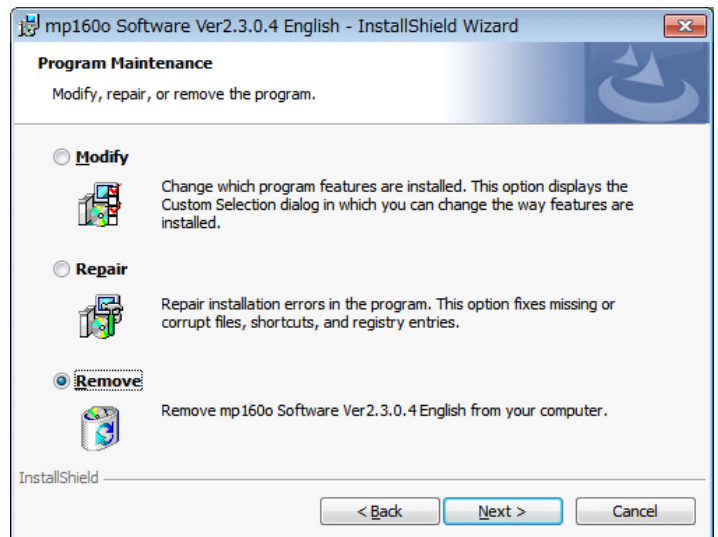 mp160o Software Ver2.3.0.4 English - InstallShield Wizard
Program Maintenance
Modify, repair, or remove the program.
Modify
Change which program features are installed. This option displays the
Custom Selection dialog in which you can change the way features are
installed.
Repair
Repair installation errors in the program. This option fixes missing or
corrupt files, shortcuts, and registry entries.
Remove
Remove mp160o Software Ver2.3.0.4 English from your computer.
InstallShield
< Back Next > Cancel